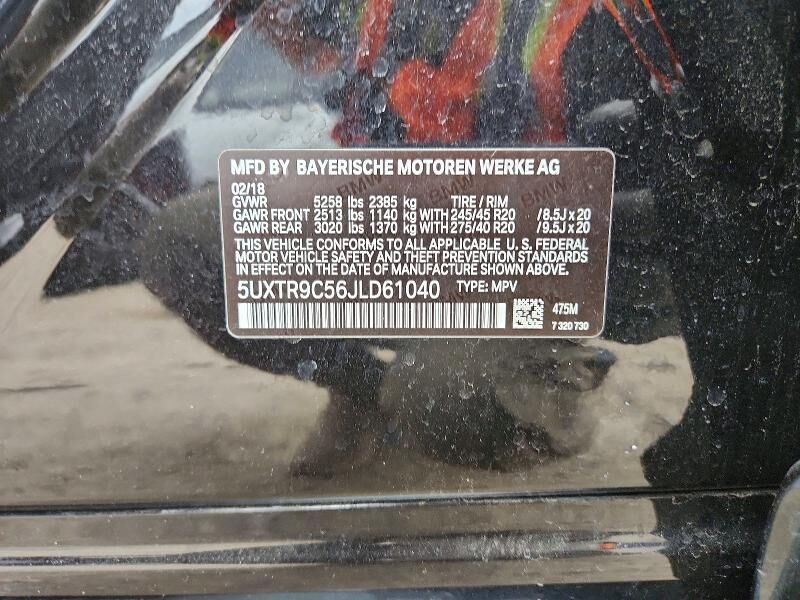 MFD BY BAYERISCHE MOTOREN WERKE AG
02/18
GVWR 5258 lbs 2385 kg TIRE / RIM
GAWR FRONT 2513 lbs 1140 kg WITH 245/45 R20 /8.5J x 20
GAWR REAR 3020 lbs 1370 kg WITH 275/40 R20 /9.5J x 20
THIS VEHICLE CONFORMS TO ALL APPLICABLE U. S. FEDERAL
MOTOR VEHICLE SAFETY AND THEFT PREVENTION STANDARDS
IN EFFECT ON THE DATE OF MANUFACTURE SHOWN ABOVE.
5UXTR9C56JLD61040 TYPE: MPV
475M
7 320 730